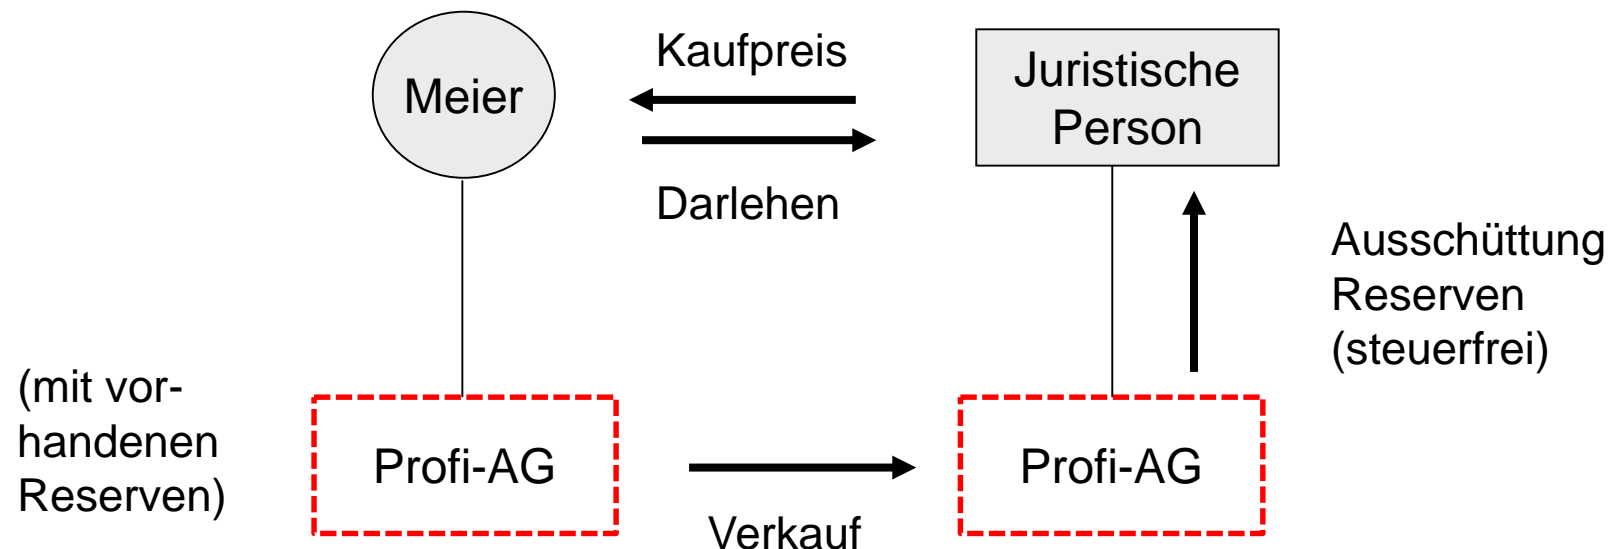 Meier
Kaufpreis
Darlehen
Juristische
Person
Ausschüttung
Reserven
(steuerfrei)
(mit vor-
handenen
Reserven)
Profi-AG
Verkauf
Profi-AG